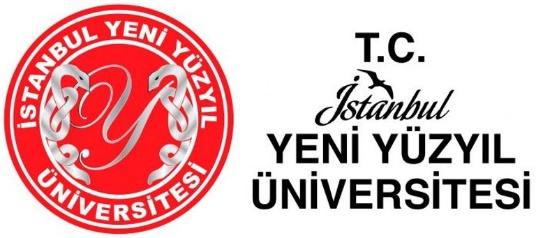 İSTANBUL YENİ YÜZYIL
Y
ÜNİVERSİTESİ
T.C.
İstanbul
YENİ YÜZYIL
ÜNİVERSİTESİ